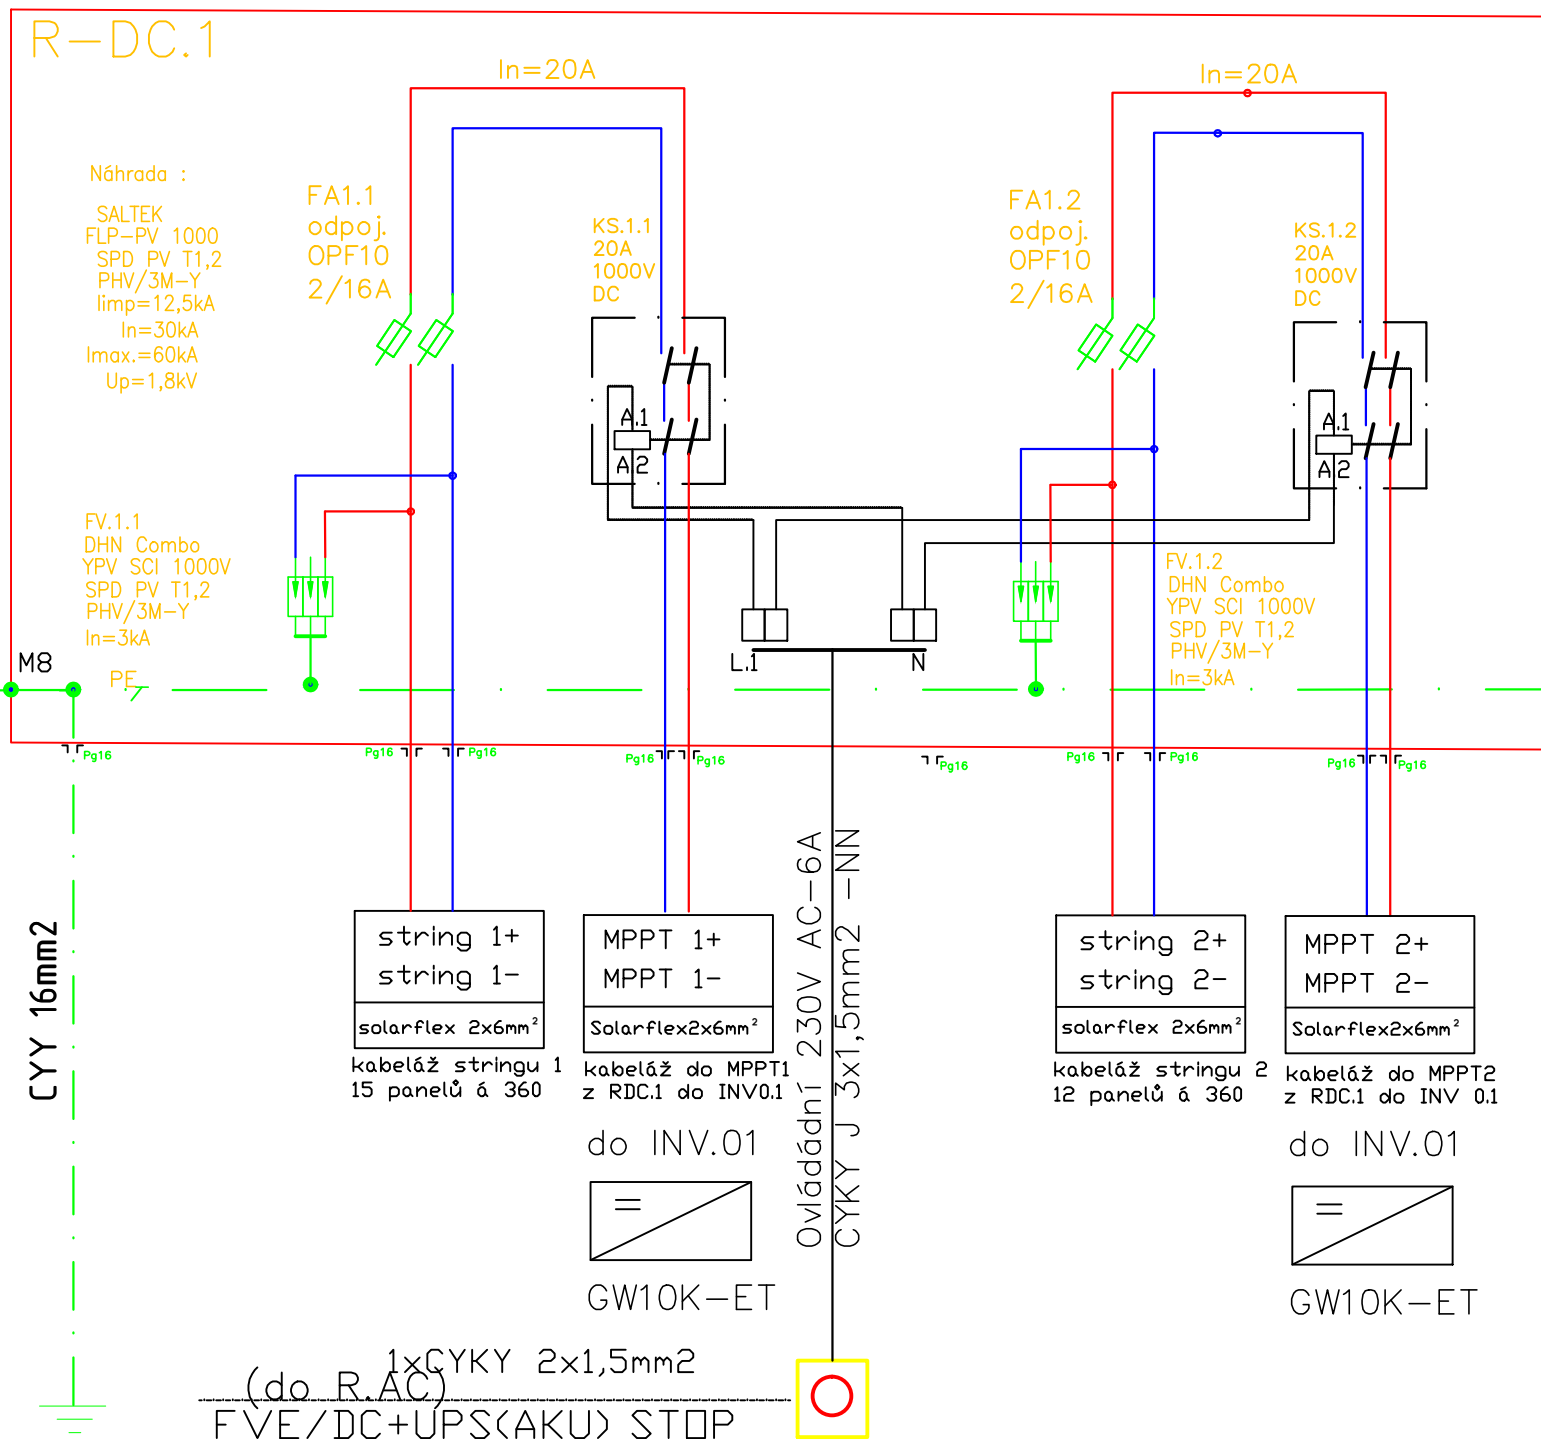 R-DC.1
In=20A
In=20A
Náhrada :
SALTEK
FLP-PV 1000
SPD PV T1,2
PHV/3M-Y
Iimp=12,5kA
In=30kA
Imax.=60kA
Up=1,8kV
FA1.1
odpoj.
OPF10
2/16A
KS.1.1
20A
1000V
DC
FA1.2
odpoj.
OPF10
2/16A
KS.1.2
20A
1000V
DC
A.1
A.2
A.1
A.2
FV.1.1
DHN Combo
YPV SCI 1000V
SPD PV T1,2
PHV/3M-Y
In=3kA
FV.1.2
DHN Combo
YPV SCI 1000V
SPD PV T1,2
PHV/3M-Y
In=3kA
M8
PE
L.1
N
Pg16
Pg16
Pg16
Pg16
Pg16
Pg16
Pg16
Pg16
Pg16
Pg16
CYY 16mm2
string 1+
string 1-
solarflex 2x6mm²
kabeláž stringu 1
15 panelů á 360
MPPT 1+
MPPT 1-
Solarflex2x6mm²
kabeláž do MPPT1
z RDC.1 do INV0.1
do INV.01
GW10K-ET
Ovládádní 230V AC-6A
CYKY J 3x1,5mm2 -NN
string 2+
string 2-
solarflex 2x6mm²
kabeláž stringu 2
12 panelů á 360
MPPT 2+
MPPT 2-
Solarflex2x6mm²
kabeláž do MPPT2
z RDC.1 do INV 0.1
do INV.01
GW10K-ET
1xCYKY 2x1,5mm2
(do R.AC)
FVE/DC+UPS(AKU) STOP